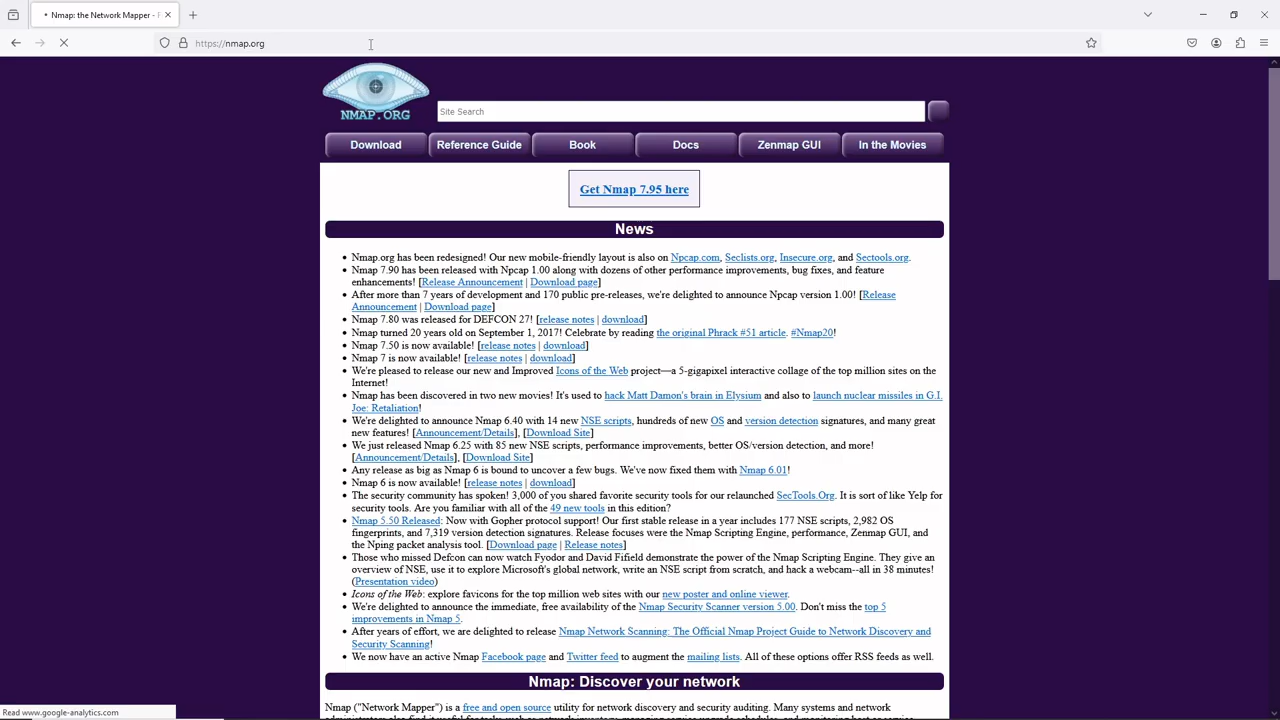 Nmap: the Network Mapper - F
https://nmap.org
NMAP.ORG
Site Search
Download
Reference Guide
Book
Docs
Zenmap GUI
In the Movies
Get Nmap 7.95 here
News
• Nmap.org has been redesigned! Our new mobile-friendly layout is also on Npcap.com, Seclists.org, Insecure.org, and Sectools.org.
• Nmap 7.90 has been released with Npcap 1.00 along with dozens of other performance improvements, bug fixes, and feature
enhancements! [Release Announcement | Download page]
• After more than 7 years of development and 170 public pre-releases, we're delighted to announce Npcap version 1.00! [Release
Announcement | Download page]
• Nmap 7.80 was released for DEFCON 27! [release notes | download]
• Nmap turned 20 years old on September 1, 2017! Celebrate by reading the original Phrack #51 article. #Nmap20!
• Nmap 7.50 is now available! [release notes | download]
• Nmap 7 is now available! [release notes | download]
• We're pleased to release our new and Improved Icons of the Web project—a 5-gigapixel interactive collage of the top million sites on the
Internet!
• Nmap has been discovered in two new movies! It's used to hack Matt Damon's brain in Elysium and also to launch nuclear missiles in G.I.
Joe: Retaliation!
• We're delighted to announce Nmap 6.40 with 14 new NSE scripts, hundreds of new OS and version detection signatures, and many great
new features! [Announcement/Details], [Download Site]
• We just released Nmap 6.25 with 85 new NSE scripts, performance improvements, better OS/version detection, and more!
[Announcement/Details], [Download Site]
• Any release as big as Nmap 6 is bound to uncover a few bugs. We've now fixed them with Nmap 6.01!
• Nmap 6 is now available! [release notes | download]
• The security community has spoken! 3,000 of you shared favorite security tools for our relaunched SecTools.Org. It is sort of like Yelp for
security tools. Are you familiar with all of the 49 new tools in this edition?
• Nmap 5.50 Released: Now with Gopher protocol support! Our first stable release in a year includes 177 NSE scripts, 2,982 OS
fingerprints, and 7,319 version detection signatures. Release focuses were the Nmap Scripting Engine, performance, Zenmap GUI, and
the Nping packet analysis tool. [Download page | Release notes]
• Those who missed Defcon can now watch Fyodor and David Fifield demonstrate the power of the Nmap Scripting Engine. They give an
overview of NSE, use it to explore Microsoft's global network, write an NSE script from scratch, and hack a webcam--all in 38 minutes!
(Presentation video)
• Icons of the Web: explore favicons for the top million web sites with our new poster and online viewer.
• We're delighted to announce the immediate, free availability of the Nmap Security Scanner version 5.00. Don't miss the top 5
improvements in Nmap 5.
• After years of effort, we are delighted to release Nmap Network Scanning: The Official Nmap Project Guide to Network Discovery and
Security Scanning!
• We now have an active Nmap Facebook page and Twitter feed to augment the mailing lists. All of these options offer RSS feeds as well.
Nmap: Discover your network
Nmap ("Network Mapper") is a free and open source utility for network discovery and security auditing. Many systems and network
Read www.google-analytics.com